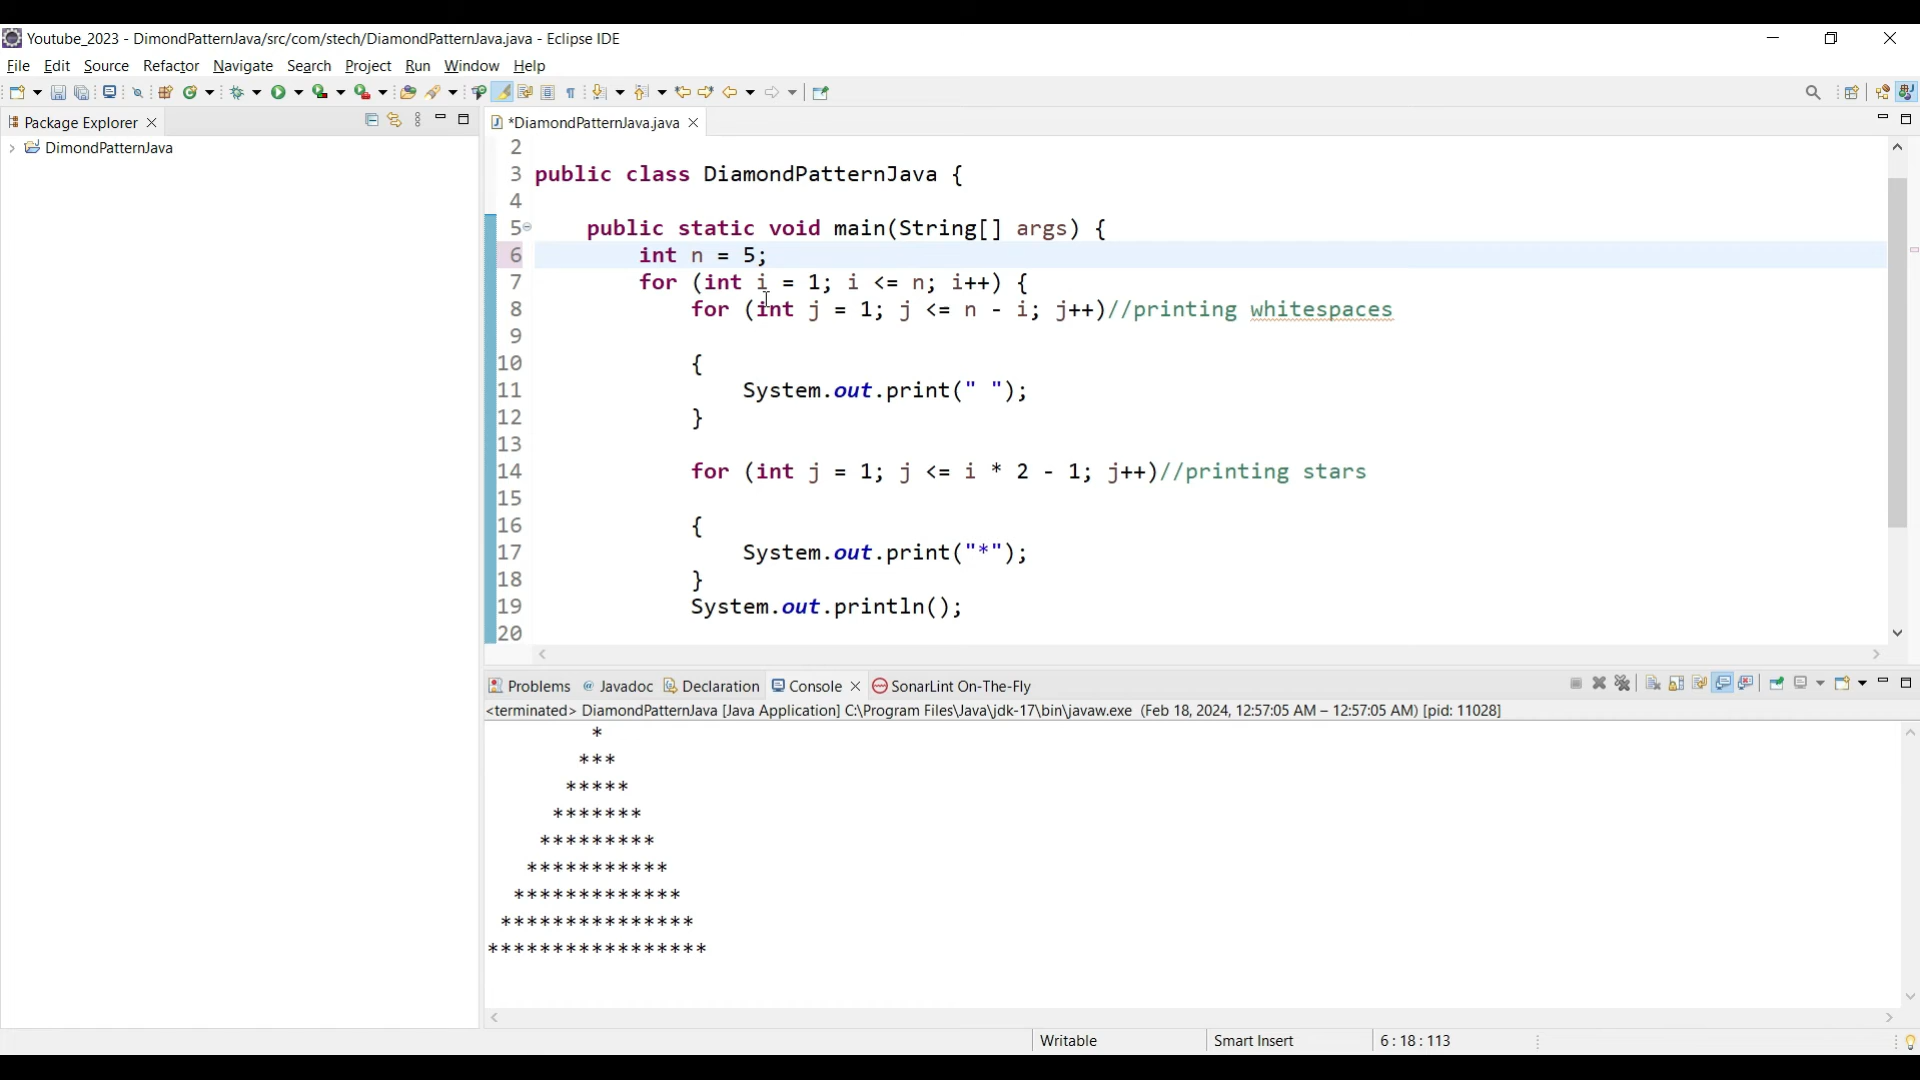 Youtube_2023 - DimondPatternJava/src/com/stech/DiamondPatternJava.java - Eclipse IDE
File Edit Source Refactor Navigate Search Project Run Window Help
Package Explorer
DimondPatternJava
*DiamondPatternJava.java
2
3 public class DiamondPatternJava {
4
5 public static void main(String[] args) {
6 int n = 5;
7 for (int i = 1; i <= n; i++) {
8 for (int j = 1; j <= n - i; j++)//printing whitespaces
9
10 {
11 System.out.print(" ");
12 }
13
14 for (int j = 1; j <= i * 2 - 1; j++)//printing stars
15
16 {
17 System.out.print("*");
18 }
19 System.out.println();
20
Problems Javadoc Declaration Console SonarLint On-The-Fly
<terminated> DiamondPatternJava [Java Application] C:\Program Files\Java\jdk-17\bin\javaw.exe (Feb 18, 2024, 12:57:05 AM – 12:57:05 AM) [pid: 11028]
*
***
*****
*******
*********
***********
*************
***************
*****************
Writable Smart Insert 6 : 18 : 113